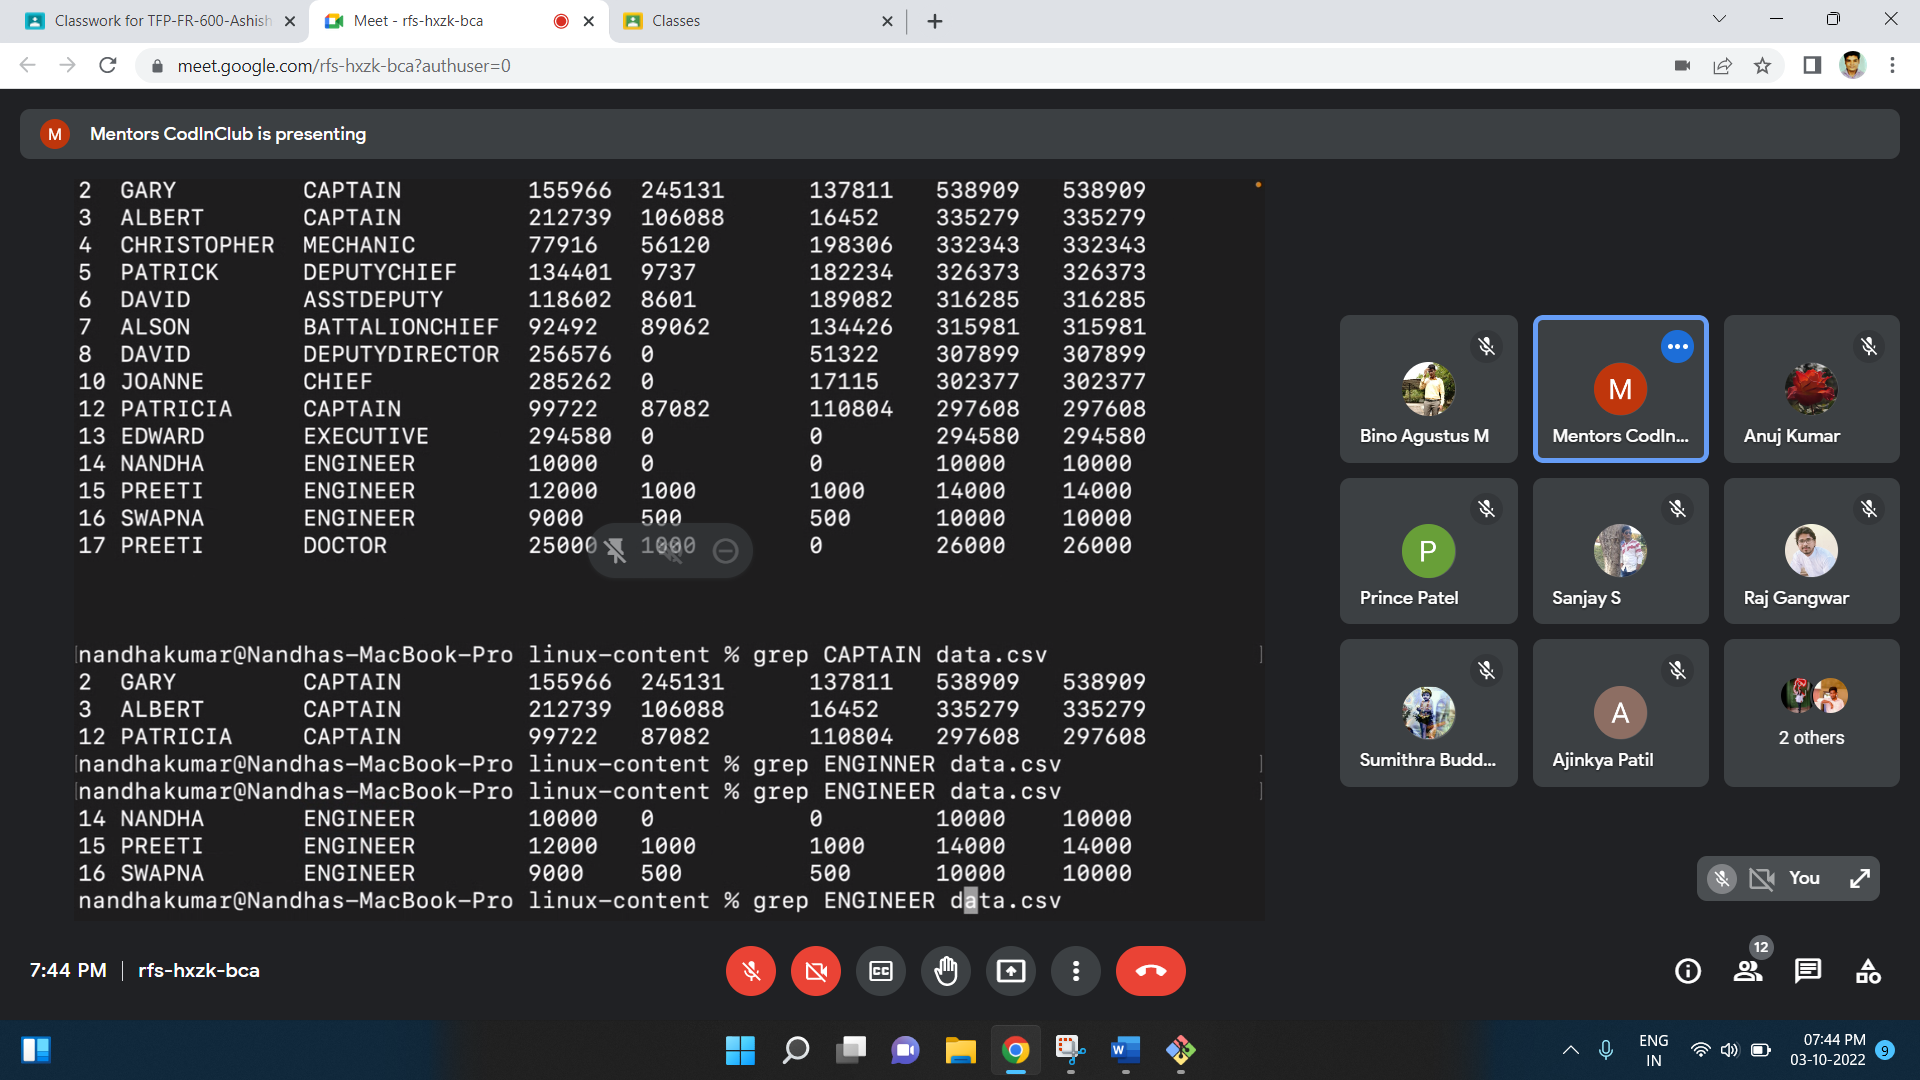 Classwork for TFP-FR-600-Ashish
Meet - rfs-hxzk-bca
Classes
meet.google.com/rfs-hxzk-bca?authuser=0
M Mentors CodInClub is presenting
2 GARY CAPTAIN 155966 245131 137811 538909 538909
3 ALBERT CAPTAIN 212739 106088 16452 335279 335279
4 CHRISTOPHER MECHANIC 77916 56120 198306 332343 332343
5 PATRICK DEPUTYCHIEF 134401 9737 182234 326373 326373
6 DAVID ASSTDEPUTY 118602 8601 189082 316285 316285
7 ALSON BATTALIONCHIEF 92492 89062 134426 315981 315981
8 DAVID DEPUTYDIRECTOR 256576 0 51322 307899 307899
10 JOANNE CHIEF 285262 0 17115 302377 302377
12 PATRICIA CAPTAIN 99722 87082 110804 297608 297608
13 EDWARD EXECUTIVE 294580 0 0 294580 294580
14 NANDHA ENGINEER 10000 0 0 10000 10000
15 PREETI ENGINEER 12000 1000 1000 14000 14000
16 SWAPNA ENGINEER 9000 500 500 10000 10000
17 PREETI DOCTOR 25000 1000 0 26000 26000
nandhakumar@Nandhas-MacBook-Pro linux-content % grep CAPTAIN data.csv
2 GARY CAPTAIN 155966 245131 137811 538909 538909
3 ALBERT CAPTAIN 212739 106088 16452 335279 335279
12 PATRICIA CAPTAIN 99722 87082 110804 297608 297608
nandhakumar@Nandhas-MacBook-Pro linux-content % grep ENGINNER data.csv
nandhakumar@Nandhas-MacBook-Pro linux-content % grep ENGINEER data.csv
14 NANDHA ENGINEER 10000 0 0 10000 10000
15 PREETI ENGINEER 12000 1000 1000 14000 14000
16 SWAPNA ENGINEER 9000 500 500 10000 10000
nandhakumar@Nandhas-MacBook-Pro linux-content % grep ENGINEER data.csv
Bino Agustus M
M
Mentors CodIn...
Anuj Kumar
P
Prince Patel
Sanjay S
Raj Gangwar
Sumithra Budd...
A
Ajinkya Patil
2 others
You
7:44 PM | rfs-hxzk-bca
CC
12
W
ENG
IN
07:44 PM
03-10-2022
9